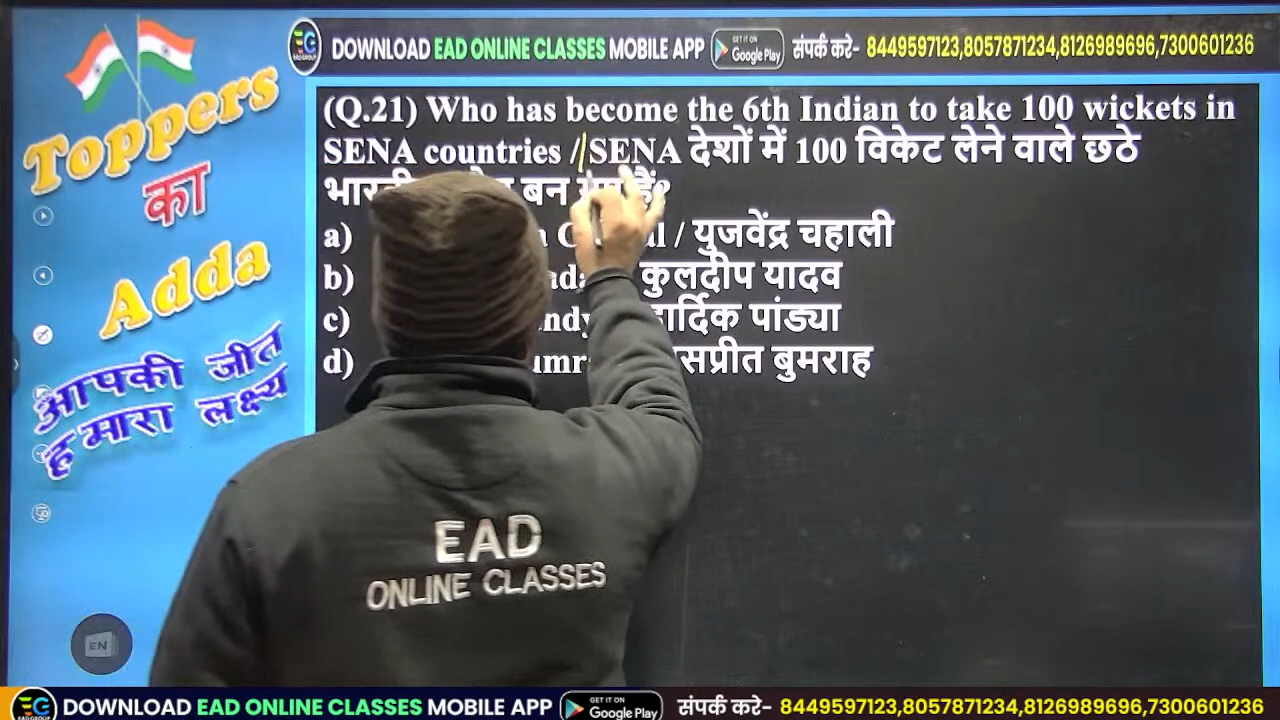 DOWNLOAD EAD ONLINE CLASSES MOBILE APP GET IT ON Google Play संपर्क करे- 8449597123,8057871234,8126989696,7300601236
Toppers
का
Adda
आपकी जीत
हमारा लक्ष्य
(Q.21) Who has become the 6th Indian to take 100 wickets in
SENA countries / SENA देशों में 100 विकेट लेने वाले छठे
बन
a) / युजवेंद्र चहाली
b) कुलदीप यादव
c) पांड्या
d) बुमराह
EAD
ONLINE CLASSES
EN
DOWNLOAD EAD ONLINE CLASSES MOBILE APP GET IT ON Google Play संपर्क करे- 8449597123,8057871234,8126989696,7300601236